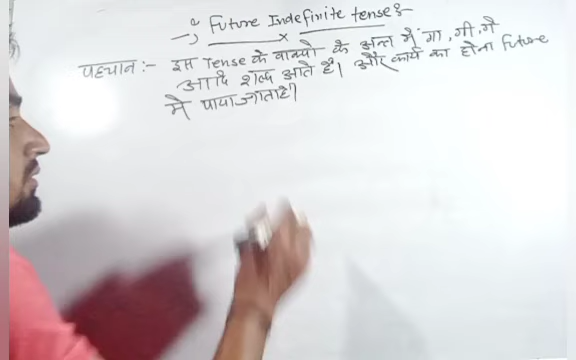 Future Indefinite tense:-
पहचान :- इस Tense के वाक्यो के अन्त में गा, गी, गे
आदि शब्द आते है। और कार्य का होना Future
मे पाया जाता है।